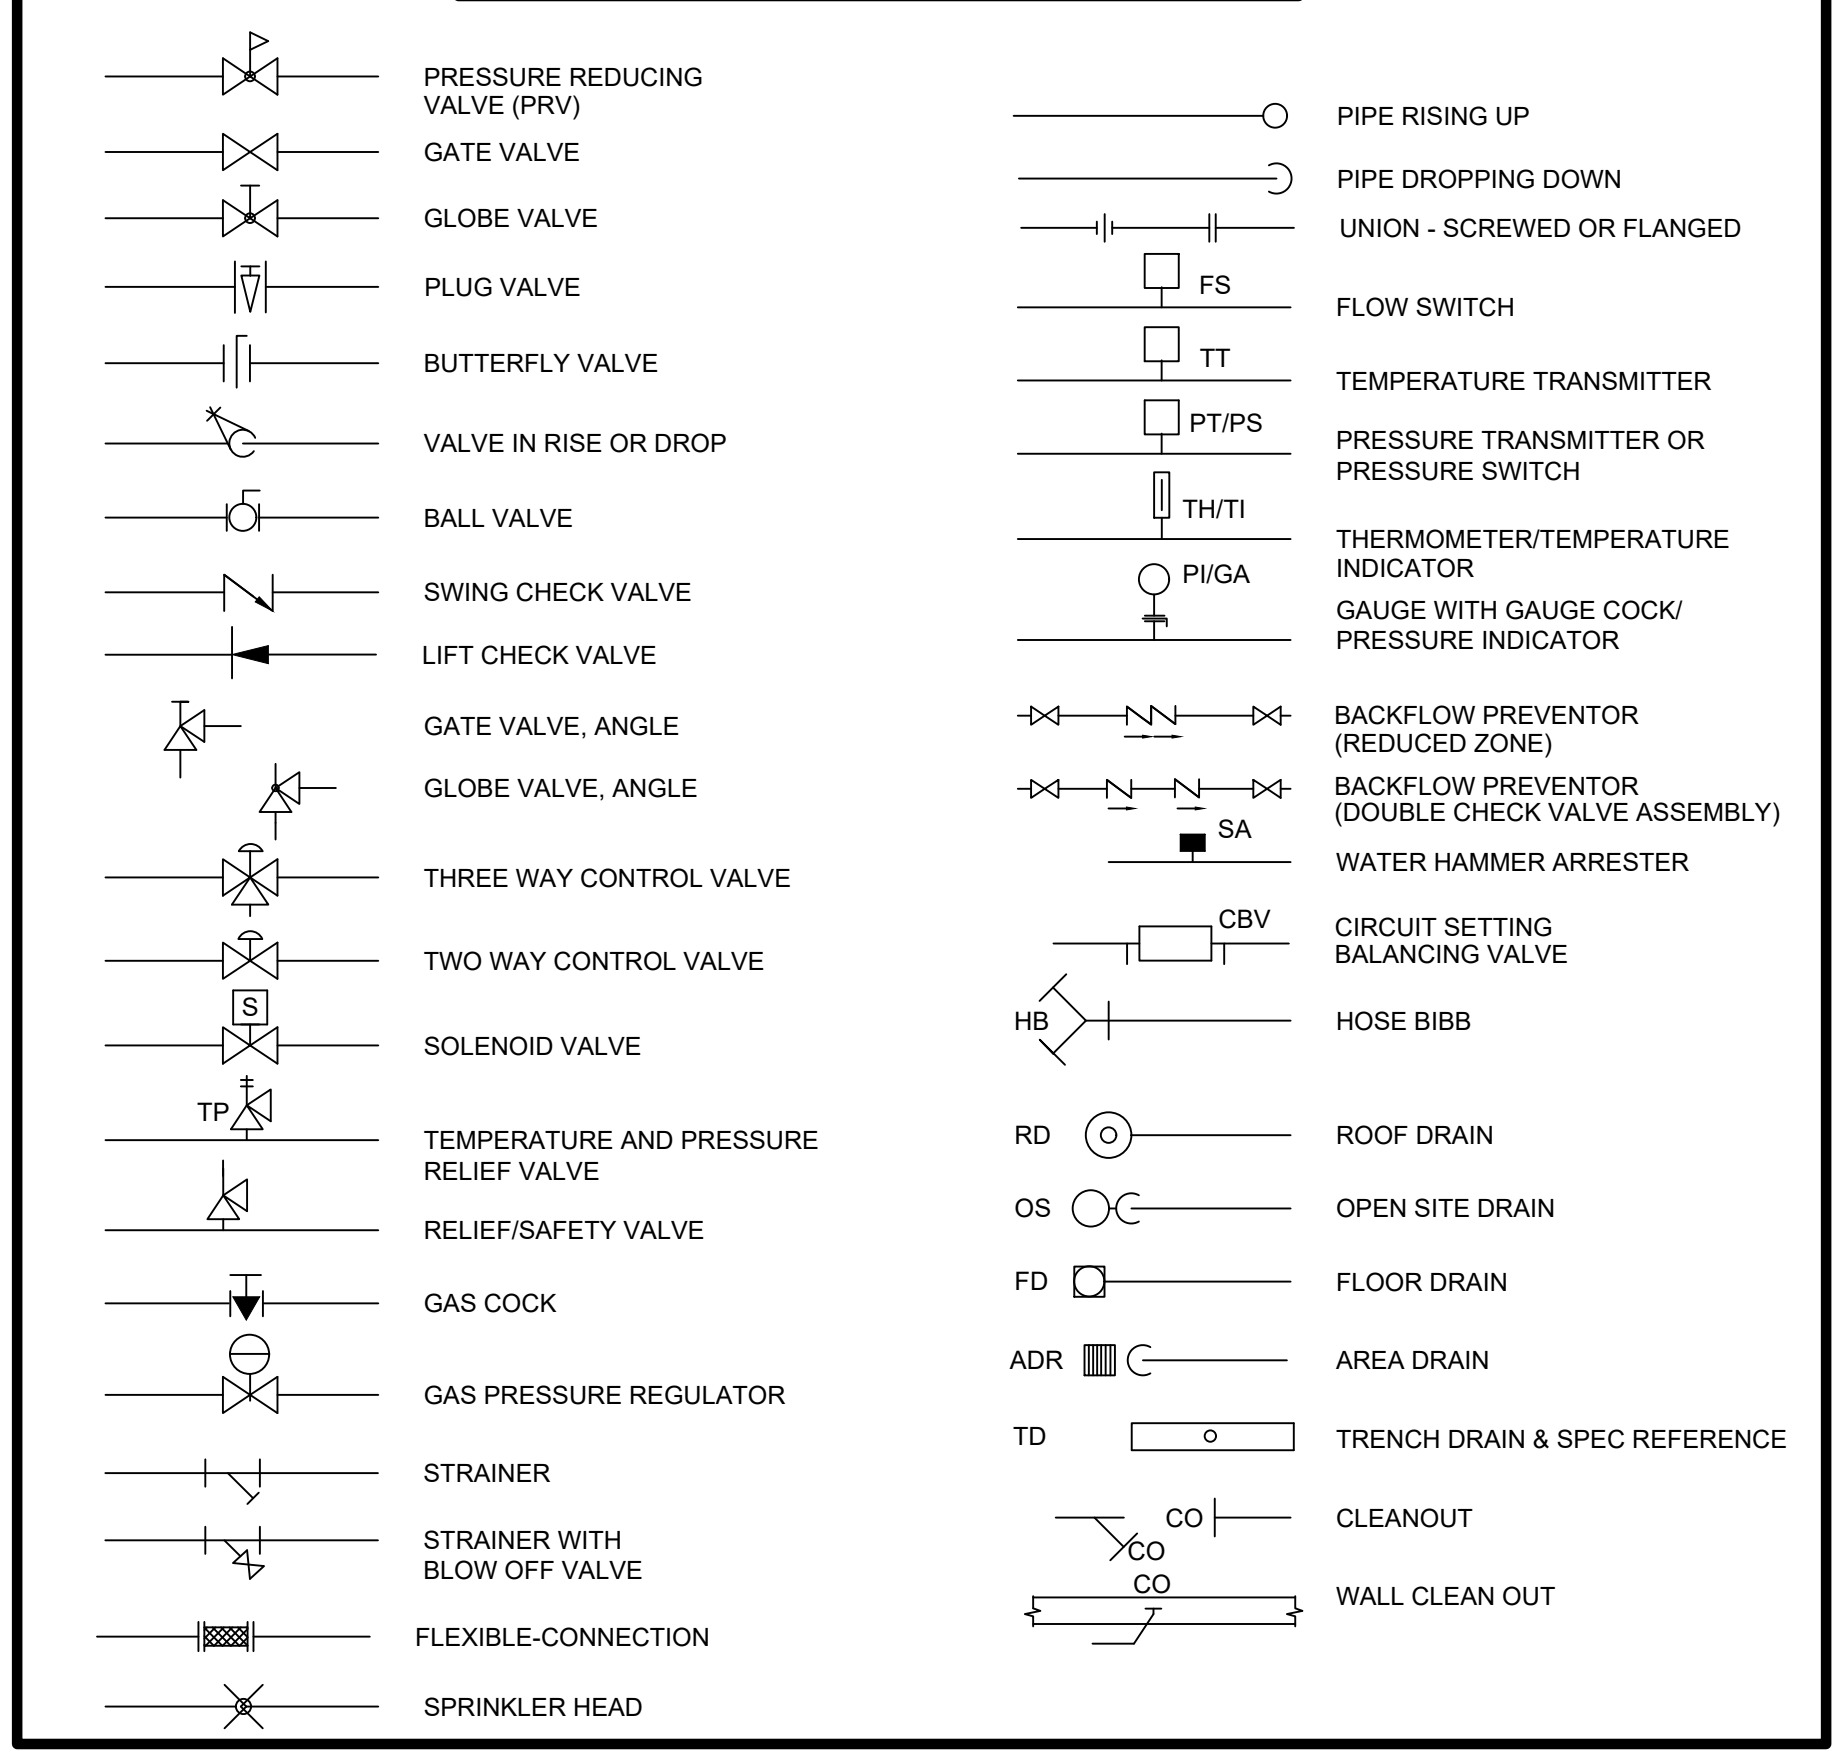 PRESSURE REDUCING
VALVE (PRV)
GATE VALVE
GLOBE VALVE
PLUG VALVE
BUTTERFLY VALVE
VALVE IN RISE OR DROP
BALL VALVE
SWING CHECK VALVE
LIFT CHECK VALVE
GATE VALVE, ANGLE
GLOBE VALVE, ANGLE
THREE WAY CONTROL VALVE
TWO WAY CONTROL VALVE
S
SOLENOID VALVE
TP
TEMPERATURE AND PRESSURE
RELIEF VALVE
RELIEF/SAFETY VALVE
GAS COCK
GAS PRESSURE REGULATOR
STRAINER
STRAINER WITH
BLOW OFF VALVE
FLEXIBLE-CONNECTION
SPRINKLER HEAD
PIPE RISING UP
PIPE DROPPING DOWN
UNION - SCREWED OR FLANGED
FS
FLOW SWITCH
TT
TEMPERATURE TRANSMITTER
PT/PS
PRESSURE TRANSMITTER OR
PRESSURE SWITCH
TH/TI
THERMOMETER/TEMPERATURE
INDICATOR
PI/GA
GAUGE WITH GAUGE COCK/
PRESSURE INDICATOR
BACKFLOW PREVENTOR
(REDUCED ZONE)
BACKFLOW PREVENTOR
(DOUBLE CHECK VALVE ASSEMBLY)
SA
WATER HAMMER ARRESTER
CBV
CIRCUIT SETTING
BALANCING VALVE
HB
HOSE BIBB
RD
ROOF DRAIN
OS
OPEN SITE DRAIN
FD
FLOOR DRAIN
ADR
AREA DRAIN
TD
TRENCH DRAIN & SPEC REFERENCE
CO
CLEANOUT
CO
CO
WALL CLEAN OUT